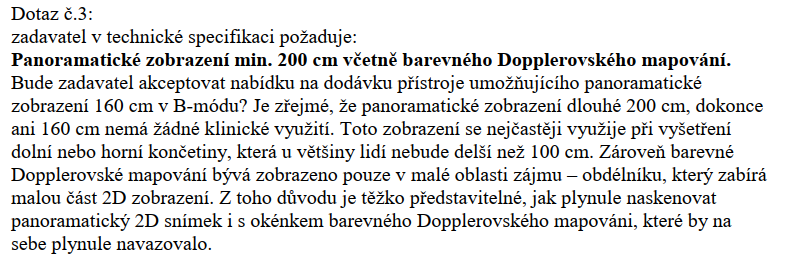 Dotaz č.3:
zadavatel v technické specifikaci požaduje:
Panoramatické zobrazení min. 200 cm včetně barevného Dopplerovského mapování.
Bude zadavatel akceptovat nabídku na dodávku přístroje umožňujícího panoramatické
zobrazení 160 cm v B-módu? Je zřejmé, že panoramatické zobrazení dlouhé 200 cm, dokonce
ani 160 cm nemá žádné klinické využití. Toto zobrazení se nejčastěji využije při vyšetření
dolní nebo horní končetiny, která u většiny lidí nebude delší než 100 cm. Zároveň barevné
Dopplerovské mapování bývá zobrazeno pouze v malé oblasti zájmu – obdélníku, který zabírá
malou část 2D zobrazení. Z toho důvodu je těžko představitelné, jak plynule naskenovat
panoramatický 2D snímek i s okénkem barevného Dopplerovského mapováni, které by na
sebe plynule navazovalo.